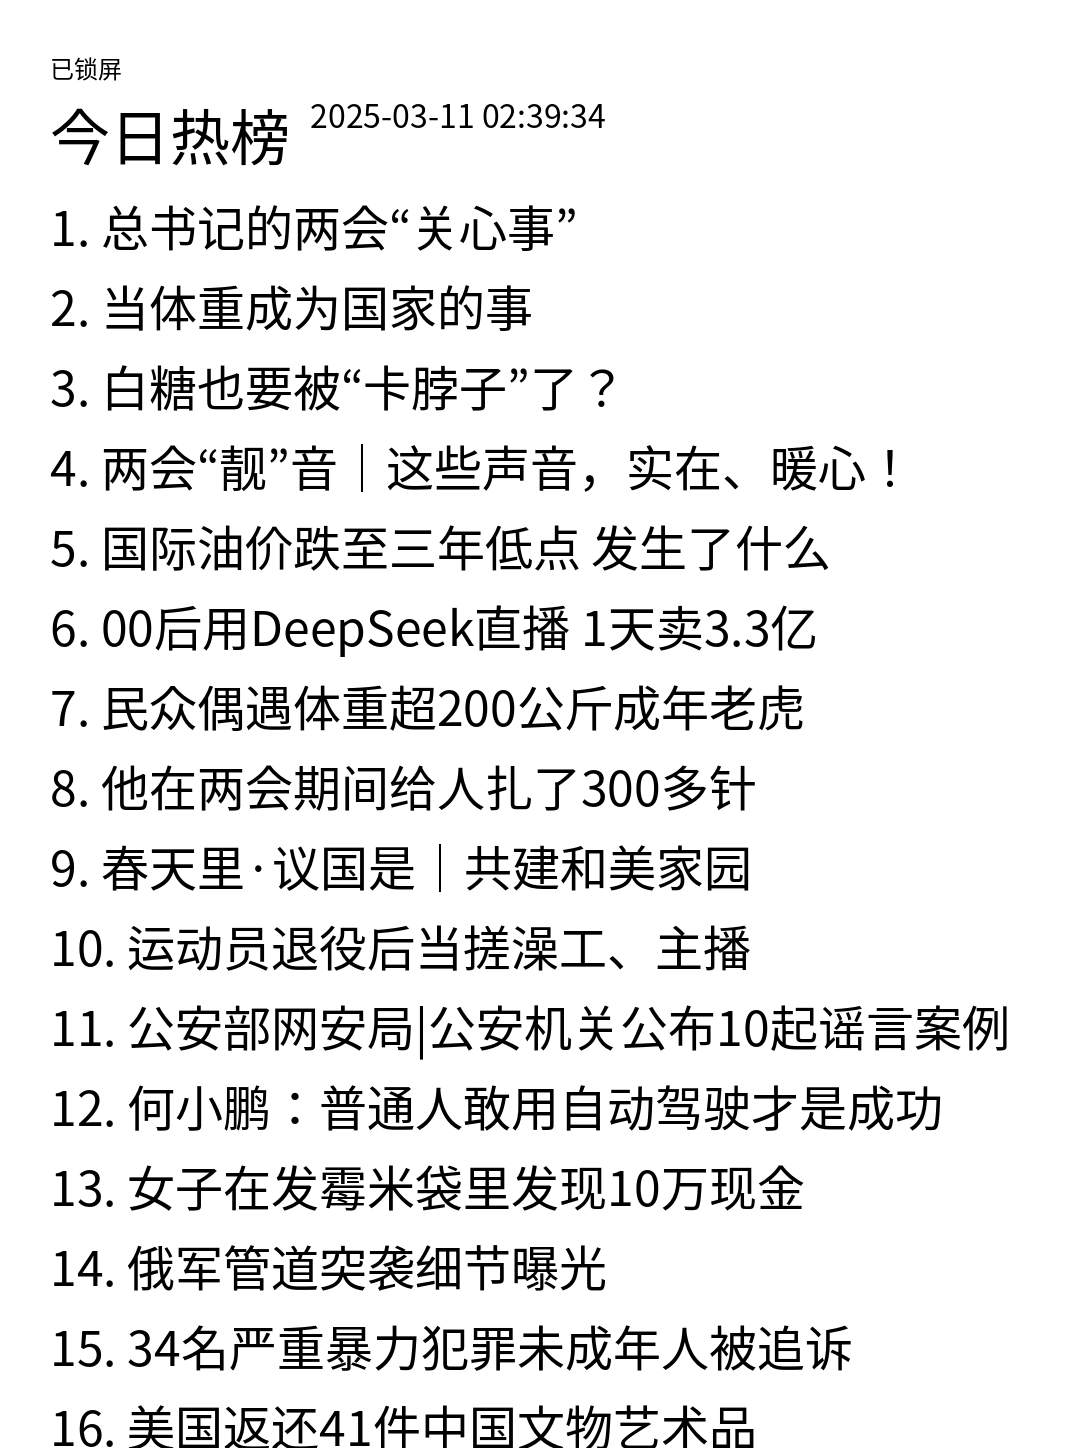 已锁屏
今日热榜 2025-03-11 02:39:34
1. 总书记的两会“关心事”
2. 当体重成为国家的事
3. 白糖也要被“卡脖子”了？
4. 两会“靓”音｜这些声音，实在、暖心！
5. 国际油价跌至三年低点 发生了什么
6. 00后用DeepSeek直播 1天卖3.3亿
7. 民众偶遇体重超200公斤成年老虎
8. 他在两会期间给人扎了300多针
9. 春天里·议国是｜共建和美家园
10. 运动员退役后当搓澡工、主播
11. 公安部网安局|公安机关公布10起谣言案例
12. 何小鹏：普通人敢用自动驾驶才是成功
13. 女子在发霉米袋里发现10万现金
14. 俄军管道突袭细节曝光
15. 34名严重暴力犯罪未成年人被追诉
16. 美国返还41件中国文物艺术品